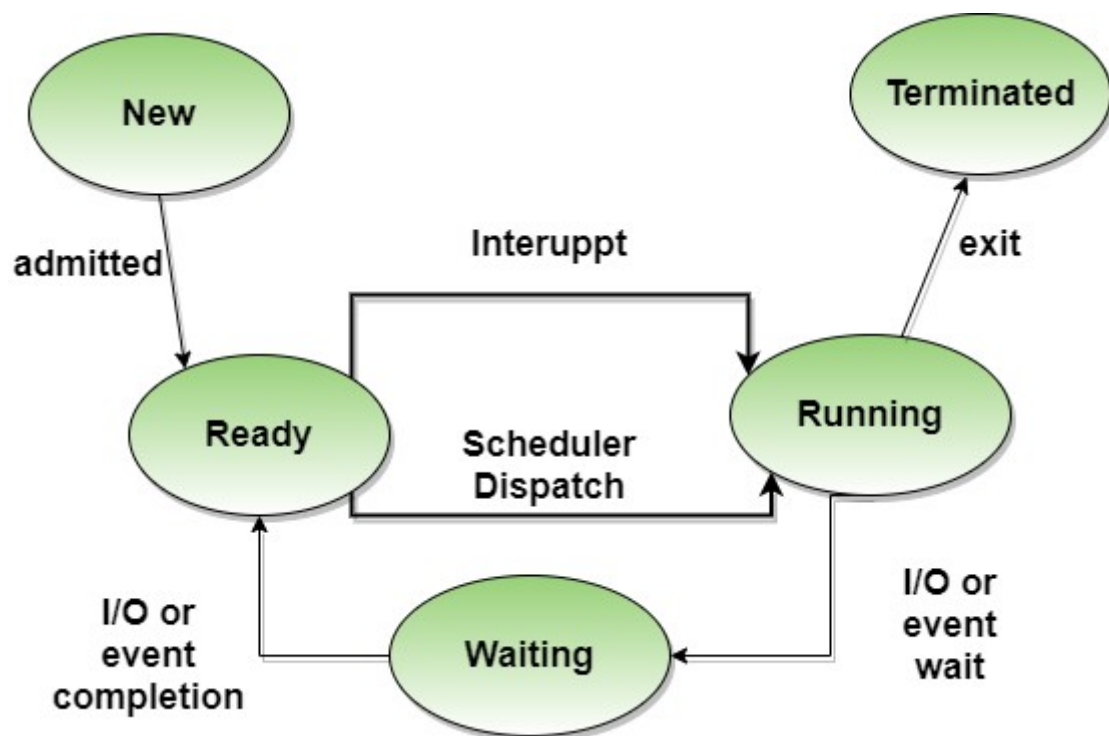 New
Terminated
admitted
Interuppt
exit
Ready
Running
Scheduler
Dispatch
I/O or
event
completion
Waiting
I/O or
event
wait